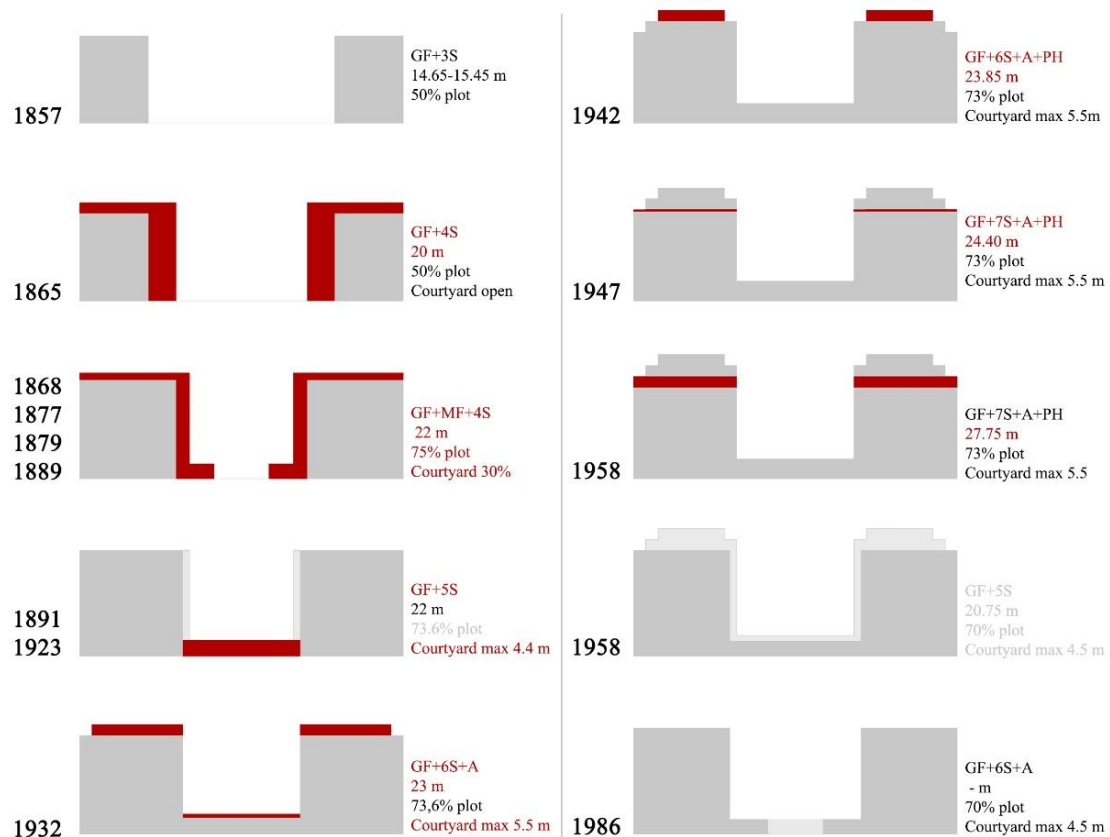 GF+3S
14.65-15.45 m
50% plot
1857
GF+4S
20 m
50% plot
Courtyard open
1865
1868
1877
1879
1889
GF+MF+4S
22 m
75% plot
Courtyard 30%
1891
1923
GF+5S
22 m
73.6% plot
Courtyard max 4.4 m
GF+6S+A
23 m
73,6% plot
Courtyard max 5.5 m
1932
GF+6S+A+PH
23.85 m
73% plot
Courtyard max 5.5m
1942
GF+7S+A+PH
24.40 m
73% plot
Courtyard max 5.5 m
1947
GF+7S+A+PH
27.75 m
73% plot
Courtyard max 5.5
1958
GF+5S
20.75 m
70% plot
Courtyard max 4.5 m
1958
GF+6S+A
- m
70% plot
Courtyard max 4.5 m
1986